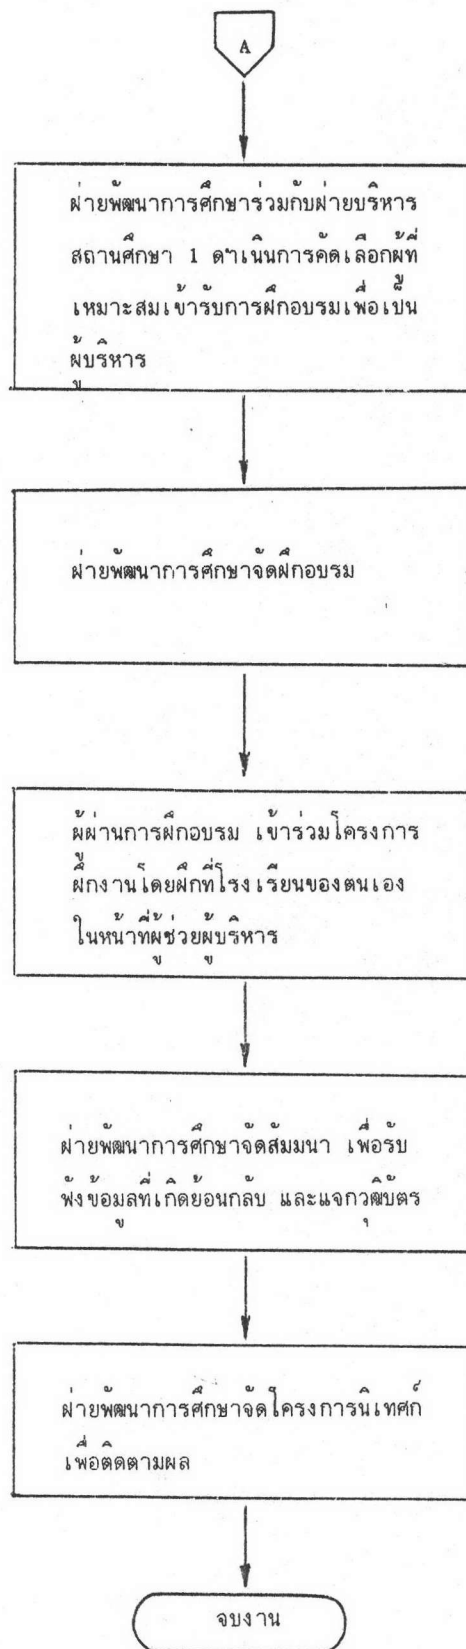 A
ฝ่ายพัฒนาการศึกษาร่วมกับฝ่ายบริหาร
สถานศึกษา 1 ดำเนินการคัดเลือกผู้ที่
เหมาะสมเข้ารับการฝึกอบรมเพื่อเป็น
ผู้บริหาร
ฝ่ายพัฒนาการศึกษาจัดฝึกอบรม
ผู้ผ่านการฝึกอบรม เข้าร่วมโครงการ
ฝึกงานโดยฝึกที่โรงเรียนของตนเอง
ในหน้าที่ผู้ช่วยผู้บริหาร
ฝ่ายพัฒนาการศึกษาจัดสัมมนา เพื่อรับ
ฟังข้อมูลที่เกิดย้อนกลับ และแจกวุฒิบัตร
ฝ่ายพัฒนาการศึกษาจัดโครงการนิเทศก์
เพื่อติดตามผล
จบงาน